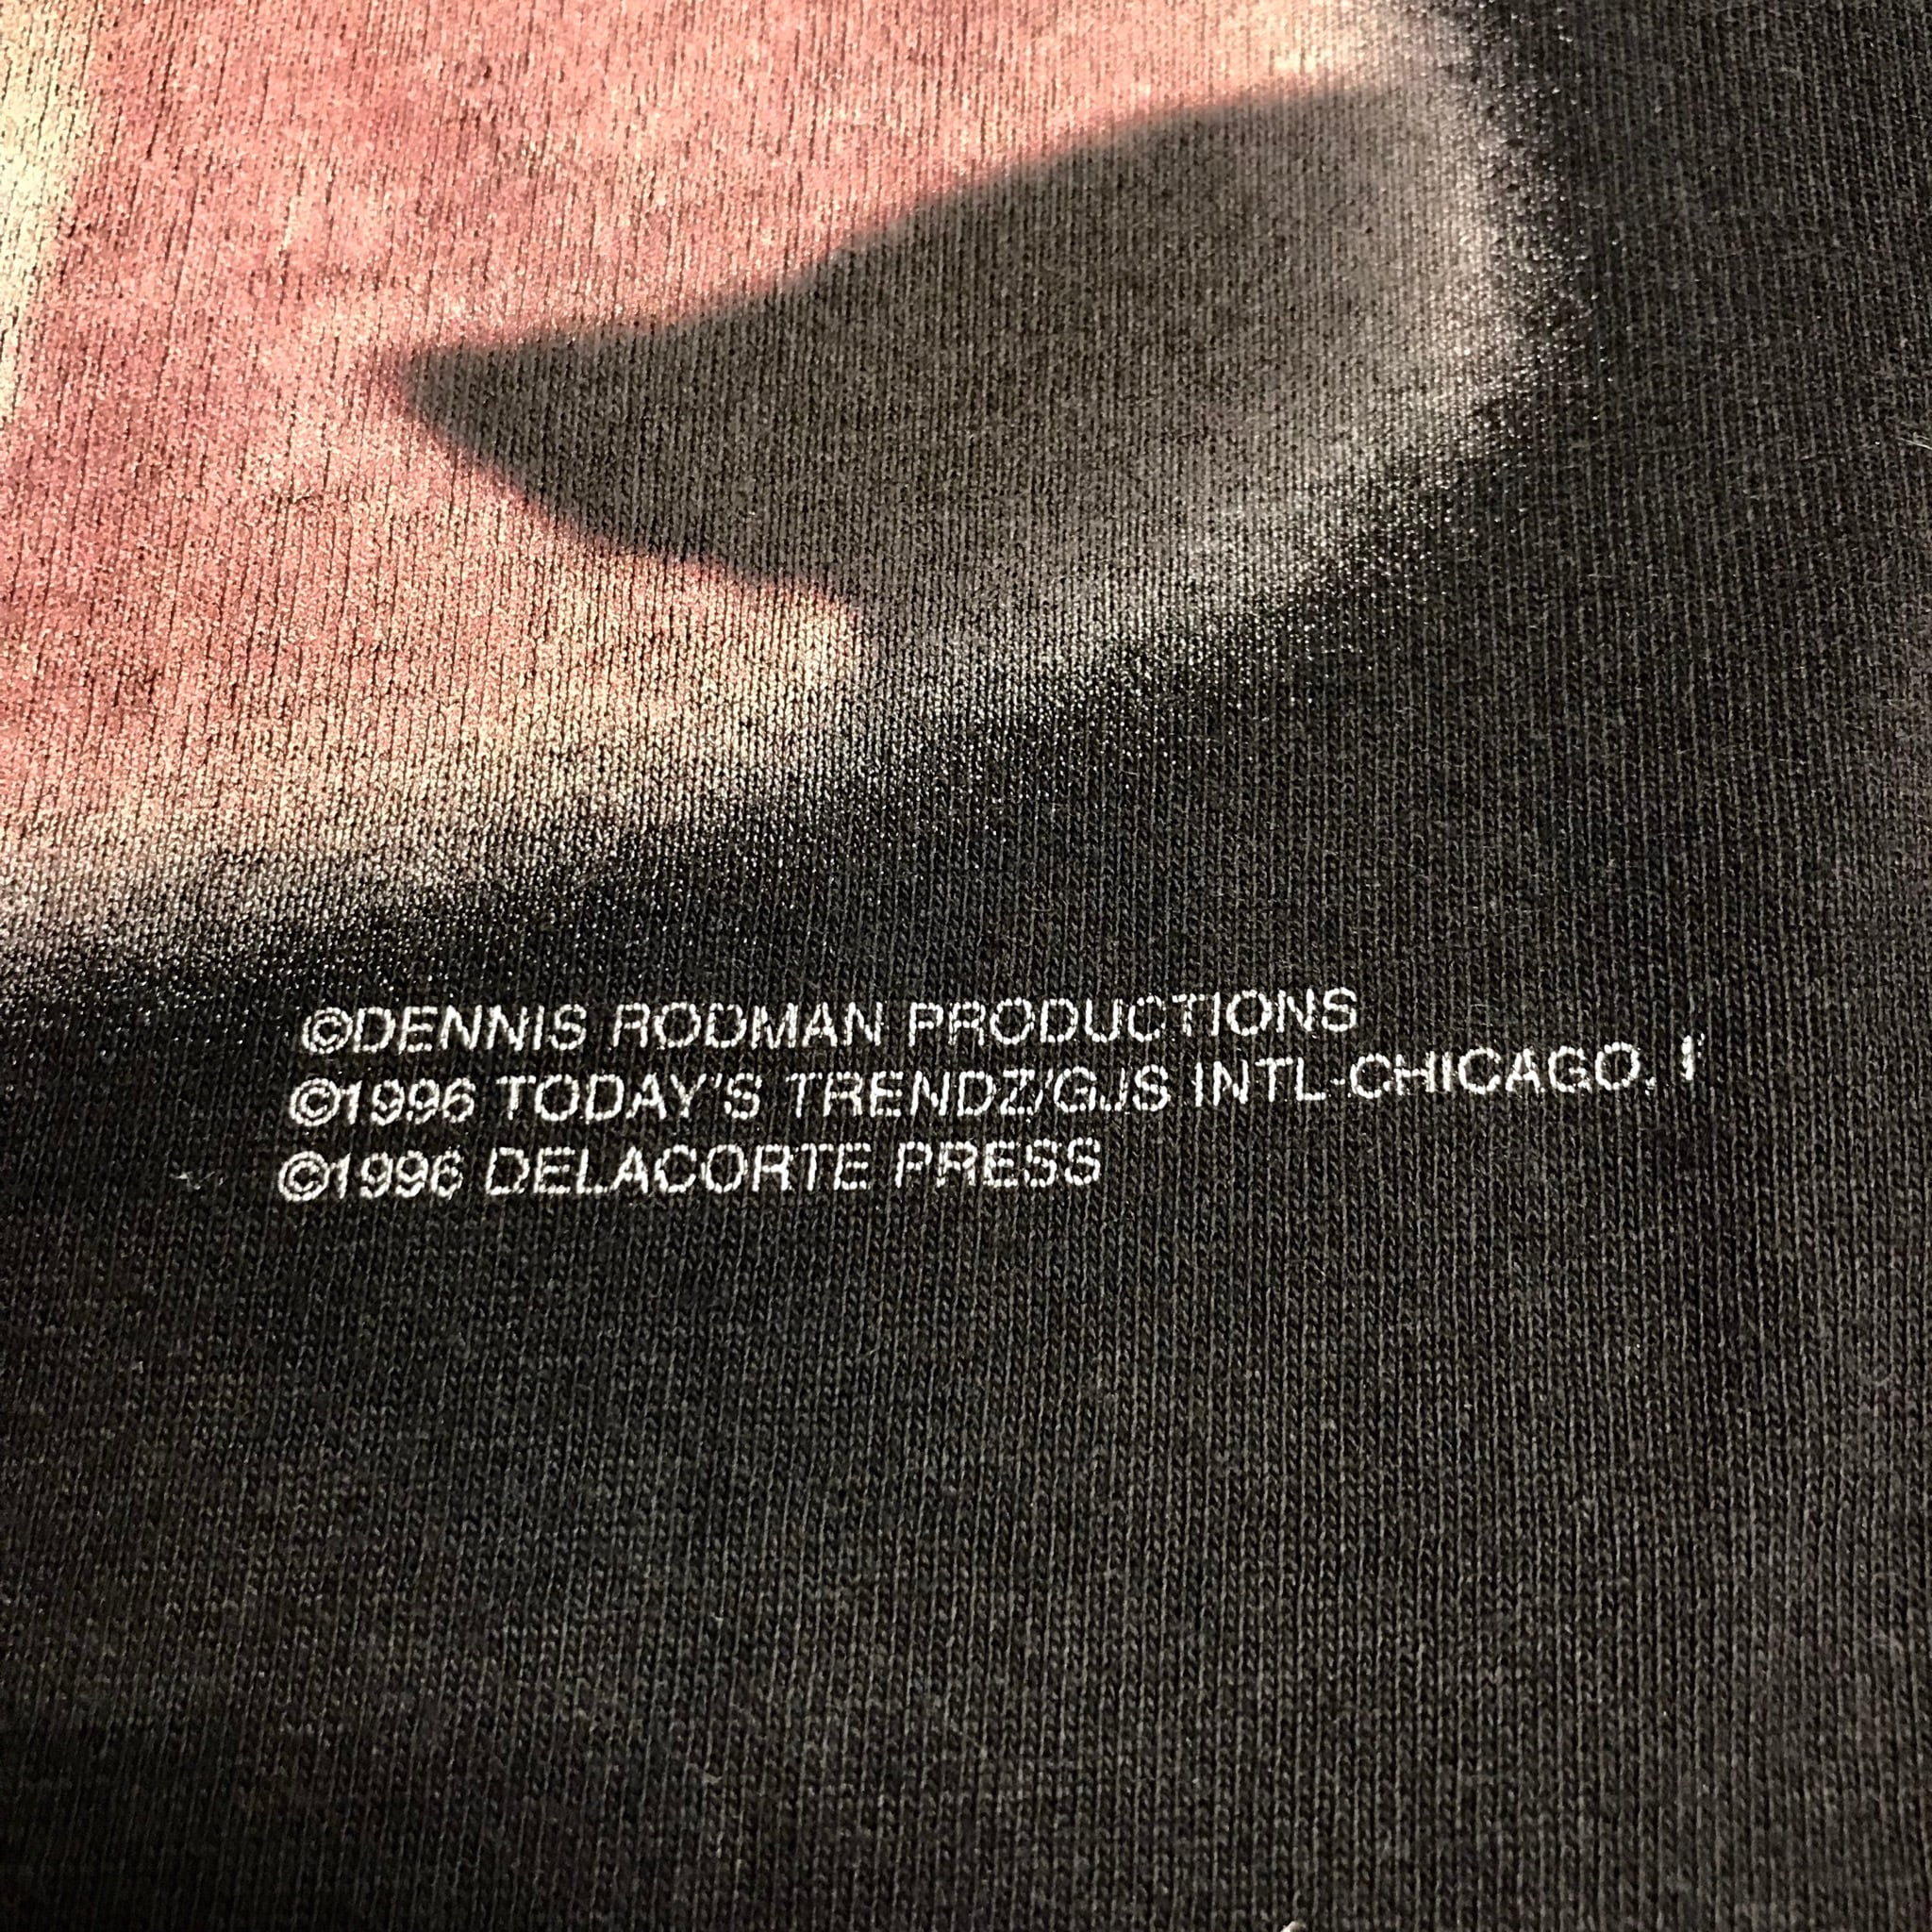 ©DENNIS RODMAN PRODUCTIONS
©1996 TODAY'S TRENDZ/GJS INTL-CHICAGO,
©1996 DELACORTE PRESS